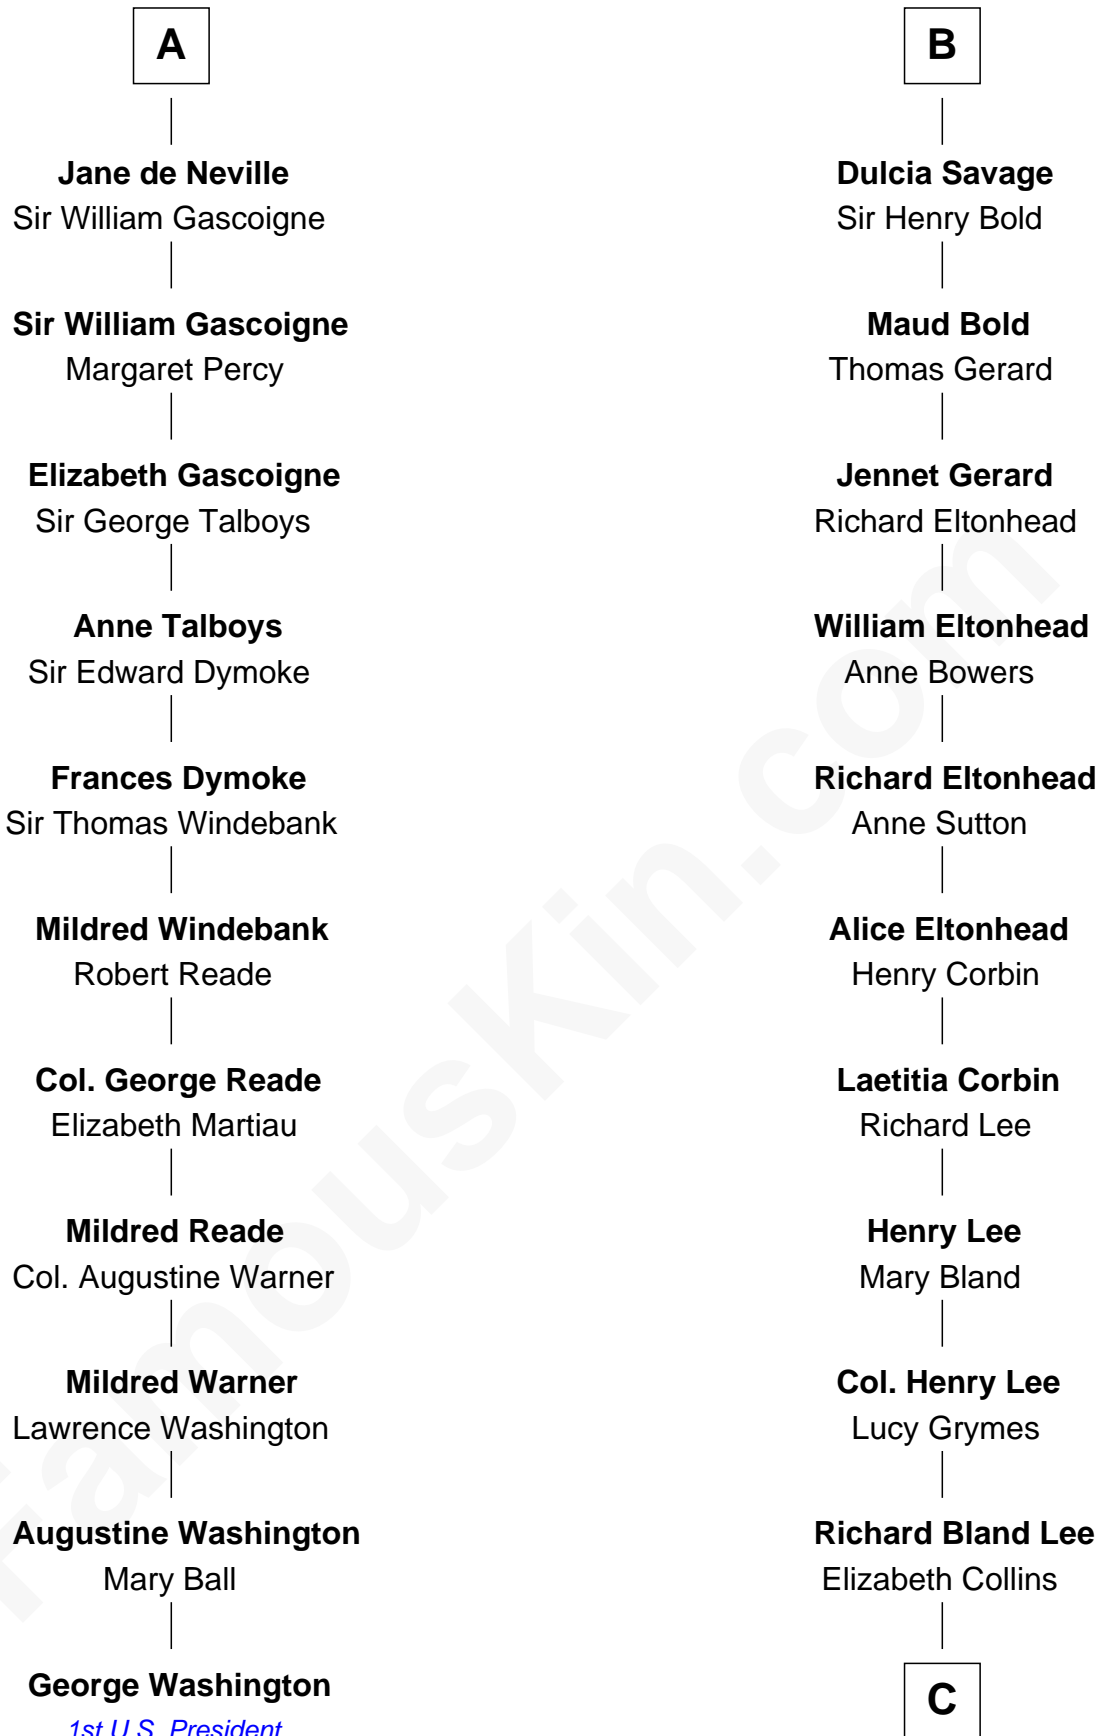 A
Jane de Neville
Sir William Gascoigne
Sir William Gascoigne
Margaret Percy
Elizabeth Gascoigne
Sir George Talboys
Anne Talboys
Sir Edward Dymoke
Frances Dymoke
Sir Thomas Windebank
Mildred Windebank
Robert Reade
Col. George Reade
Elizabeth Martiau
Mildred Reade
Col. Augustine Warner
Mildred Warner
Lawrence Washington
Augustine Washington
Mary Ball
George Washington
1st U.S. President
B
Dulcia Savage
Sir Henry Bold
Maud Bold
Thomas Gerard
Jennet Gerard
Richard Eltonhead
William Eltonhead
Anne Bowers
Richard Eltonhead
Anne Sutton
Alice Eltonhead
Henry Corbin
Laetitia Corbin
Richard Lee
Henry Lee
Mary Bland
Col. Henry Lee
Lucy Grymes
Richard Bland Lee
Elizabeth Collins
C
FamousKin.com